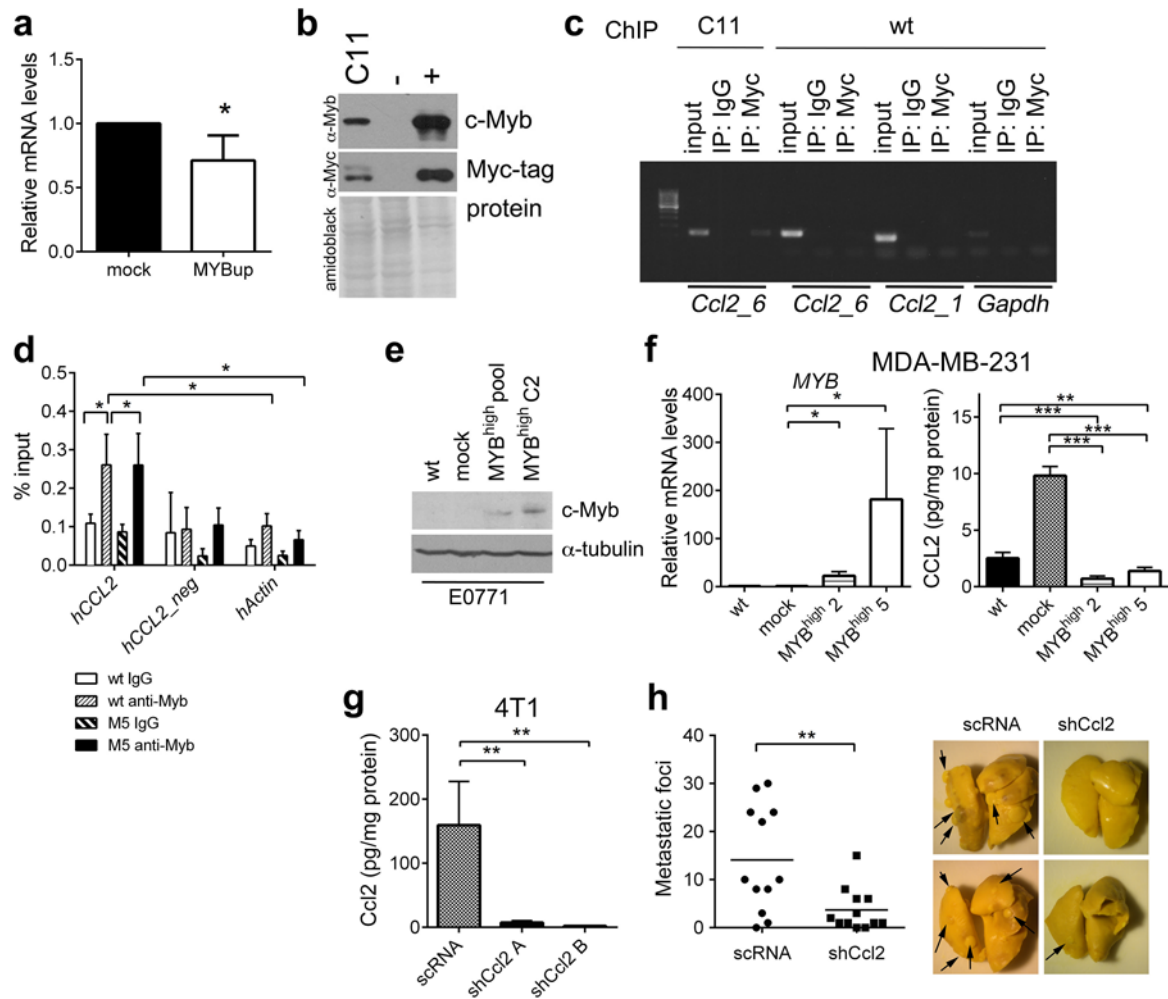 a
Relative mRNA levels
1.5
1.0
0.5
0.0
*
mock
MYBup
b
C11
-
+
α-Myb
c-Myb
α-Myc
Myc-tag
amidoblack
protein
c
ChIP
C11
wt
input
IP: IgG
IP: Myc
input
IP: IgG
IP: Myc
input
IP: IgG
IP: Myc
input
IP: IgG
IP: Myc
Ccl2_6
Ccl2_6
Ccl2_1
Gapdh
d
% input
0.5
0.4
0.3
0.2
0.1
0.0
*
*
*
*
hCCL2
hCCL2_neg
hActin
wt IgG
wt anti-Myb
M5 IgG
M5 anti-Myb
e
wt
mock
MYBhigh pool
MYBhigh C2
c-Myb
α-tubulin
E0771
f
MDA-MB-231
MYB
Relative mRNA levels
400
300
200
100
0
*
*
wt
mock
MYBhigh 2
MYBhigh 5
CCL2 (pg/mg protein)
15
10
5
0
**
***
***
***
wt
mock
MYBhigh 2
MYBhigh 5
g
4T1
Ccl2 (pg/mg protein)
300
200
100
0
**
**
scRNA
shCcl2 A
shCcl2 B
h
Metastatic foci
40
30
20
10
0
**
scRNA
shCcl2
scRNA
shCcl2